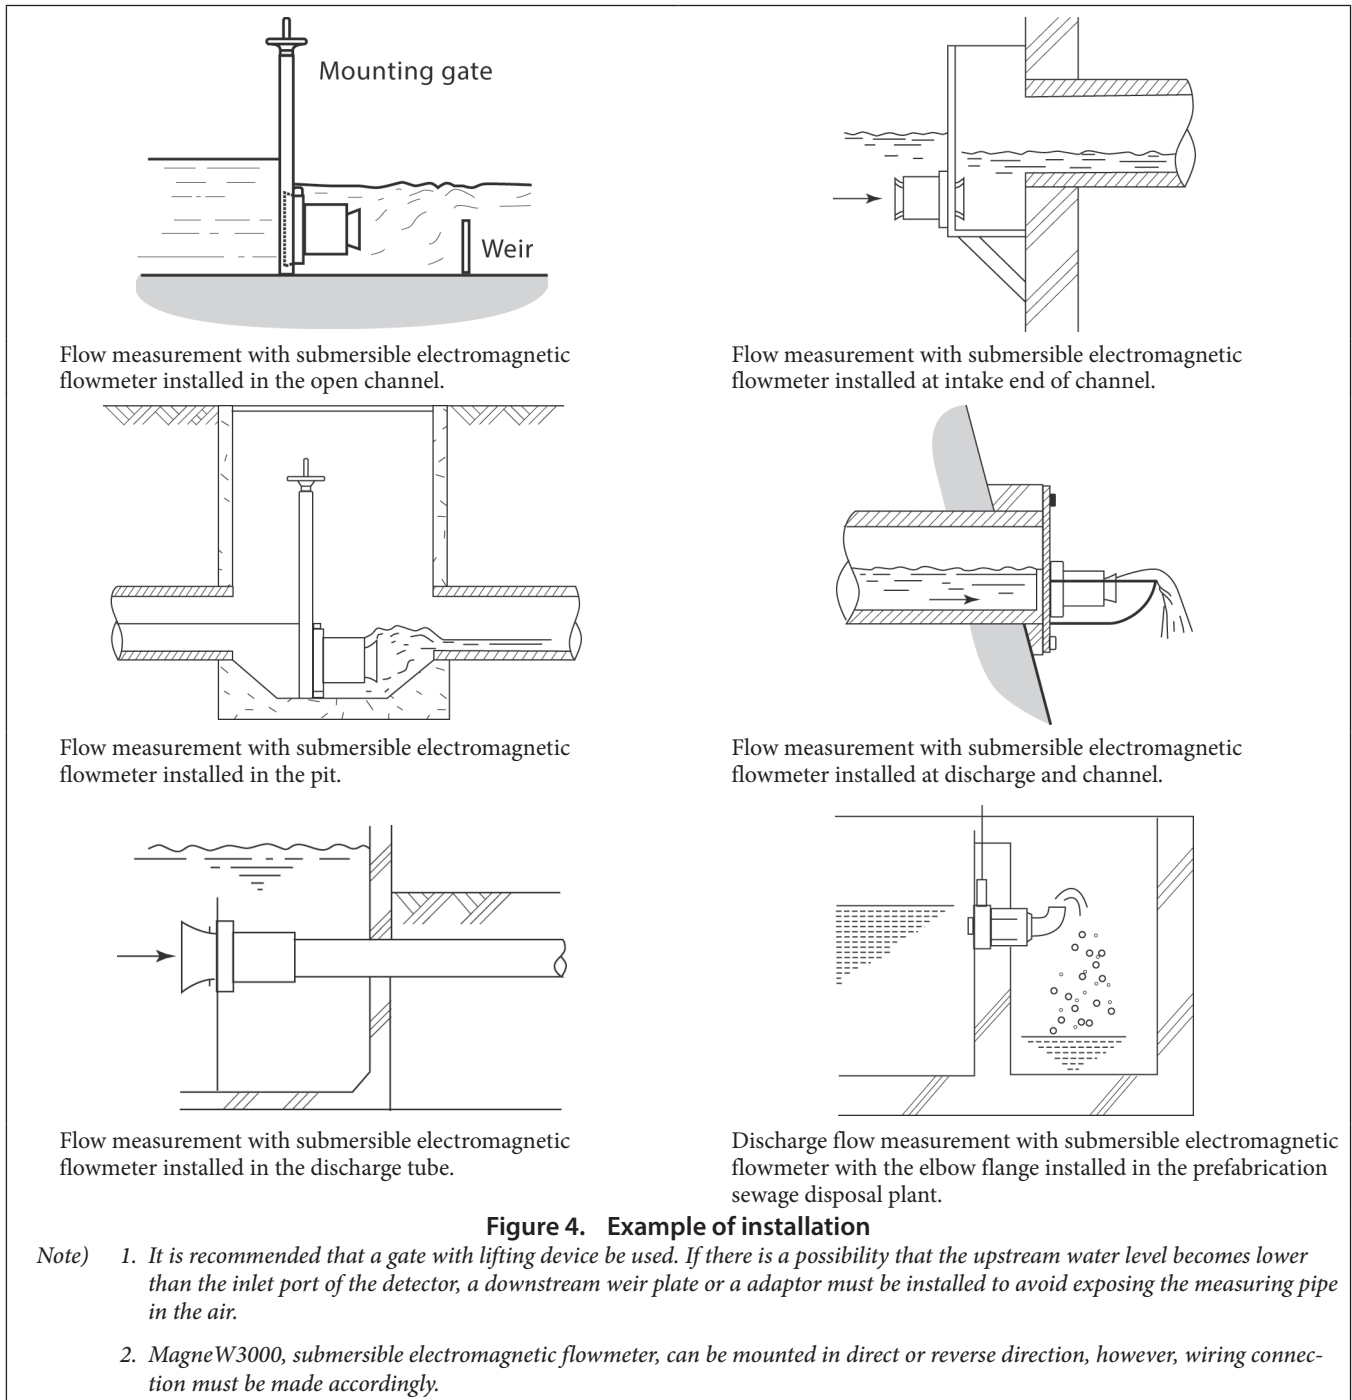 Mounting gate
Weir
Flow measurement with submersible electromagnetic
flowmeter installed in the open channel.
Flow measurement with submersible electromagnetic
flowmeter installed at intake end of channel.
Flow measurement with submersible electromagnetic
flowmeter installed in the pit.
Flow measurement with submersible electromagnetic
flowmeter installed at discharge and channel.
Flow measurement with submersible electromagnetic
flowmeter installed in the discharge tube.
Discharge flow measurement with submersible electromagnetic
flowmeter with the elbow flange installed in the prefabrication
sewage disposal plant.
Figure 4. Example of installation
Note) 1. It is recommended that a gate with lifting device be used. If there is a possibility that the upstream water level becomes lower
than the inlet port of the detector, a downstream weir plate or a adaptor must be installed to avoid exposing the measuring pipe
in the air.
2. MagneW3000, submersible electromagnetic flowmeter, can be mounted in direct or reverse direction, however, wiring connec-
tion must be made accordingly.